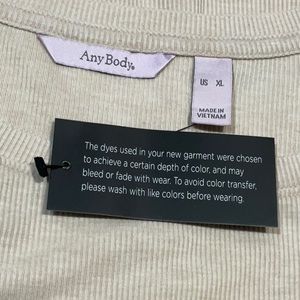 AnyBody®
US XL
MADE IN
VIETNAM
The dyes used in your new garment were chosen
to achieve a certain depth of color, and may
bleed or fade with wear. To avoid color transfer,
please wash with like colors before wearing.